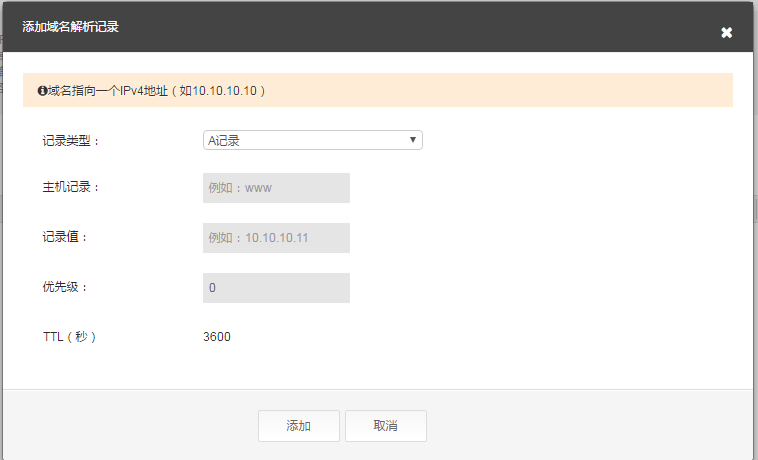 添加域名解析记录
域名指向一个IPv4地址（如10.10.10.10）
记录类型： A记录
主机记录： 例如：www
记录值： 例如：10.10.10.11
优先级： 0
TTL（秒） 3600
添加 取消